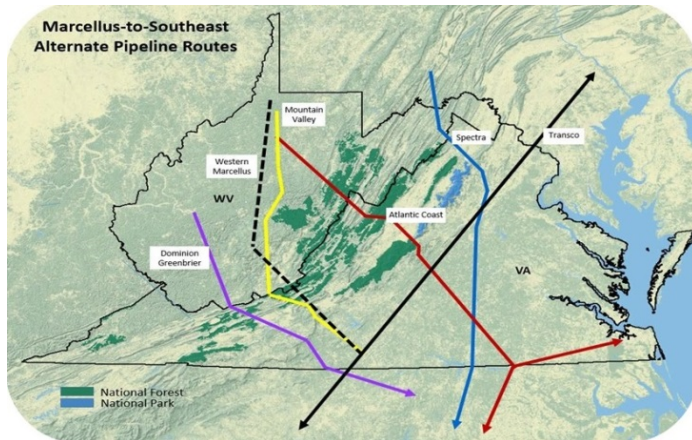 Marcellus-to-Southeast
Alternate Pipeline Routes
Mountain
Valley
Spectra
Transco
Western
Marcellus
WV
Atlantic Coast
Dominion
Greenbrier
VA
National Forest
National Park